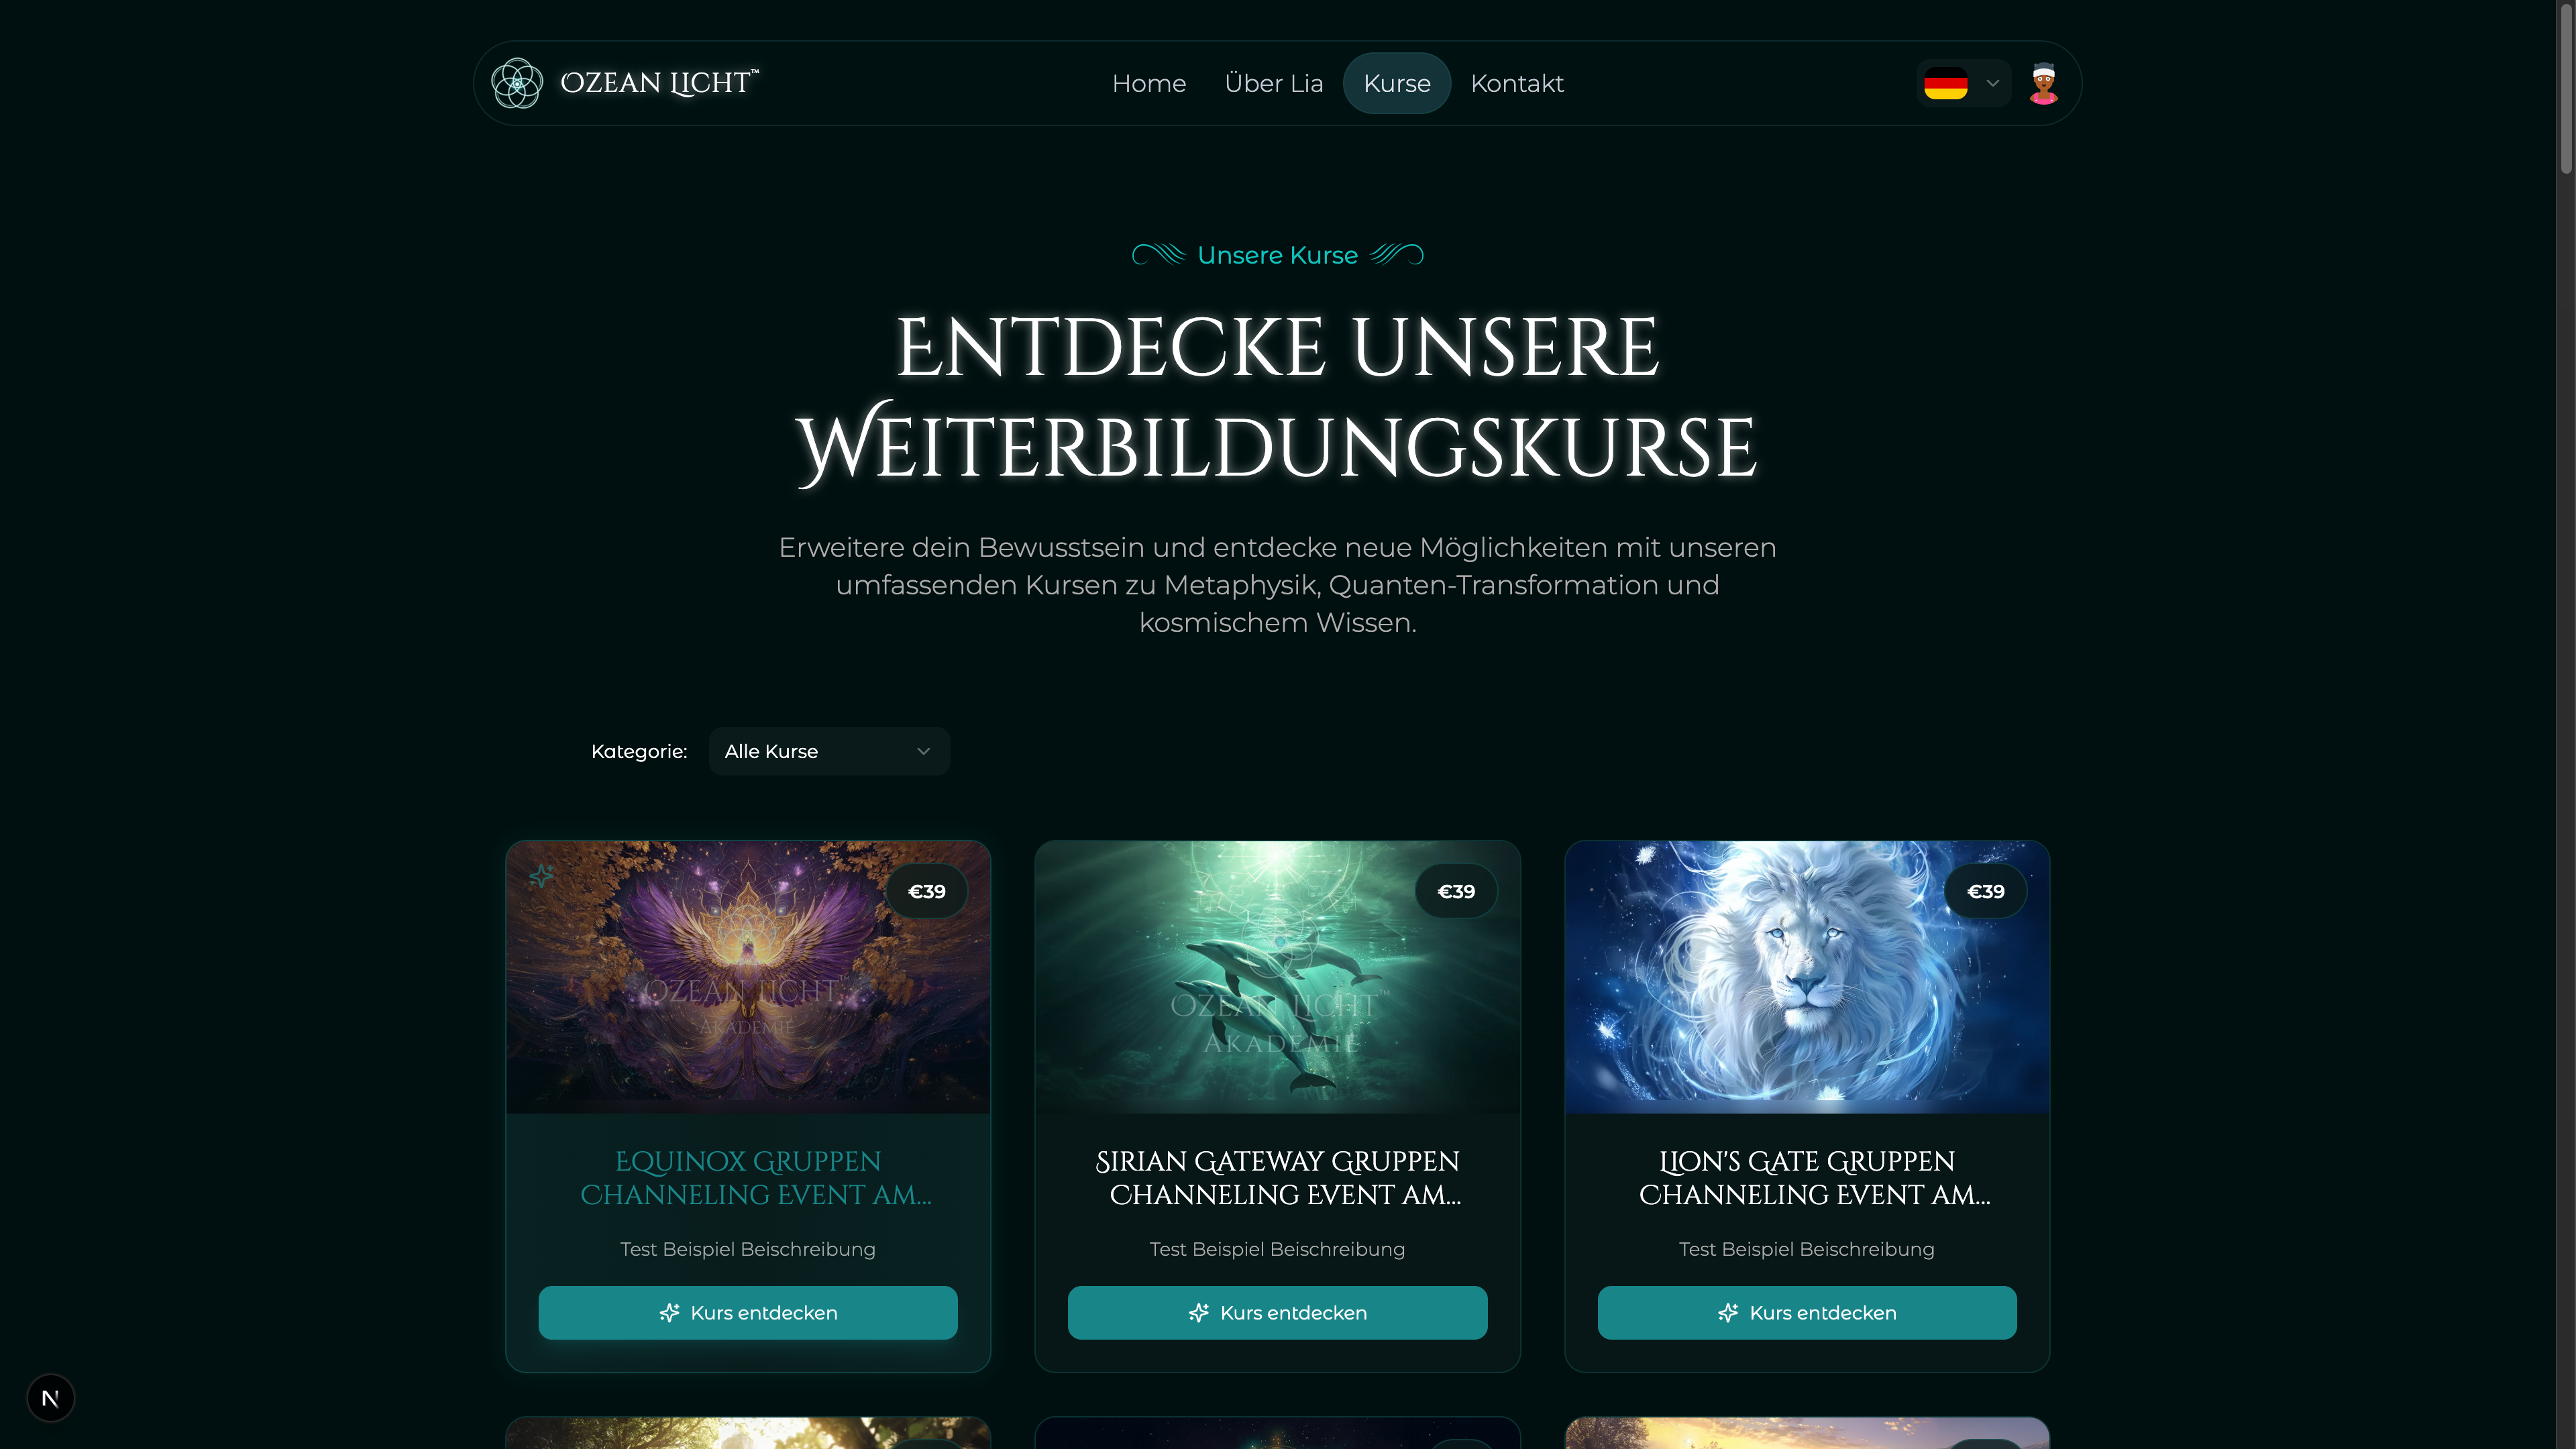 Ozean Licht™
Home Über Lia Kurse Kontakt
Unsere Kurse
Entdecke unsere
Weiterbildungskurse
Erweitere dein Bewusstsein und entdecke neue Möglichkeiten mit unseren
umfassenden Kursen zu Metaphysik, Quanten-Transformation und
kosmischem Wissen.
Kategorie: Alle Kurse
€39
Ozean Licht™
Akademie
Equinox Gruppen
Channeling Event am...
Test Beispiel Beischreibung
Kurs entdecken
€39
Ozean Licht™
Akademie
Sirian Gateway Gruppen
Channeling Event am...
Test Beispiel Beischreibung
Kurs entdecken
€39
Lion's Gate Gruppen
Channeling Event am...
Test Beispiel Beischreibung
Kurs entdecken
N